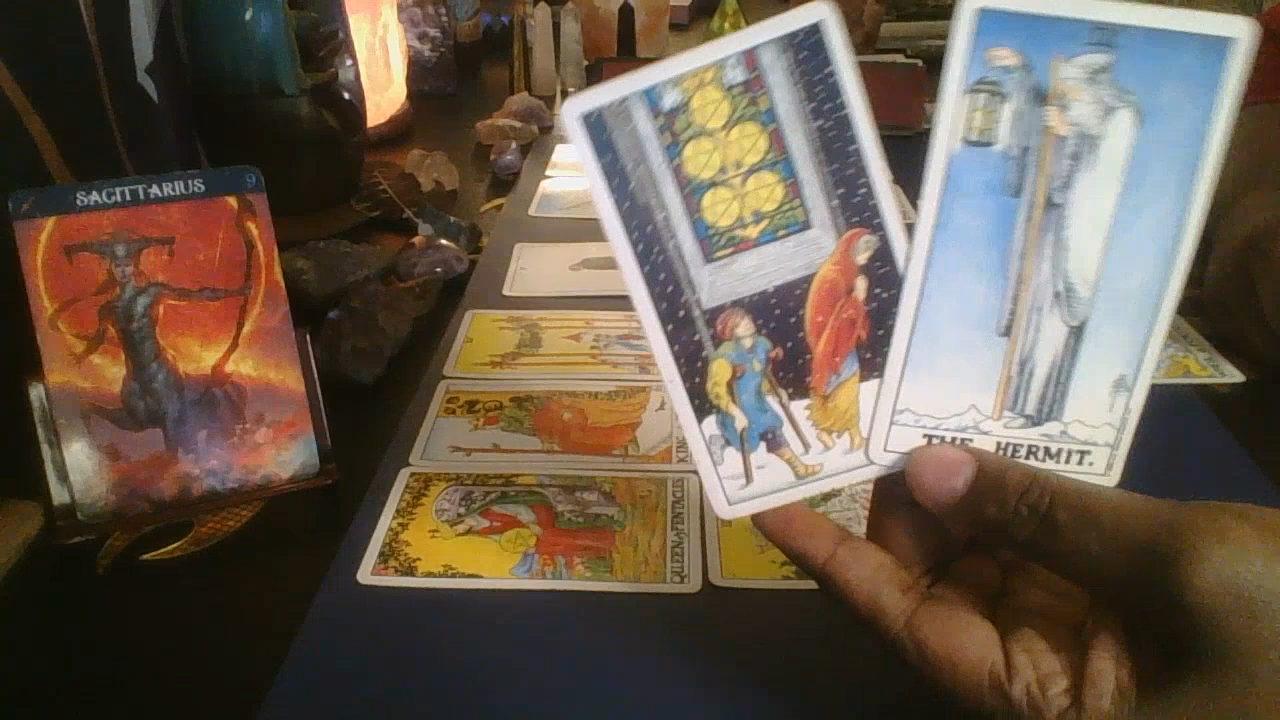 SAGITTARIUS 9
THE HERMIT.
KING
QUEEN of PENTACLES